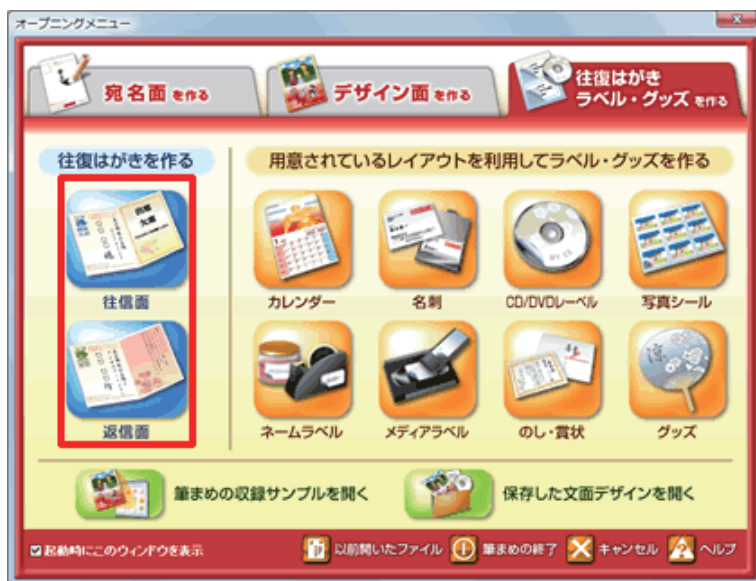 オープニングメニュー
宛名面 を作る
デザイン面 を作る
往復はがき
ラベル・グッズ を作る
往復はがきを作る
用意されているレイアウトを利用してラベル・グッズを作る
往信面
カレンダー
名刺
CD/DVDレーベル
写真シール
返信面
ネームラベル
メディアラベル
のし・賞状
グッズ
筆まめの収録サンプルを開く
保存した文面デザインを開く
起動時にこのウィンドウを表示
以前開いたファイル
筆まめの終了
キャンセル
ヘルプ